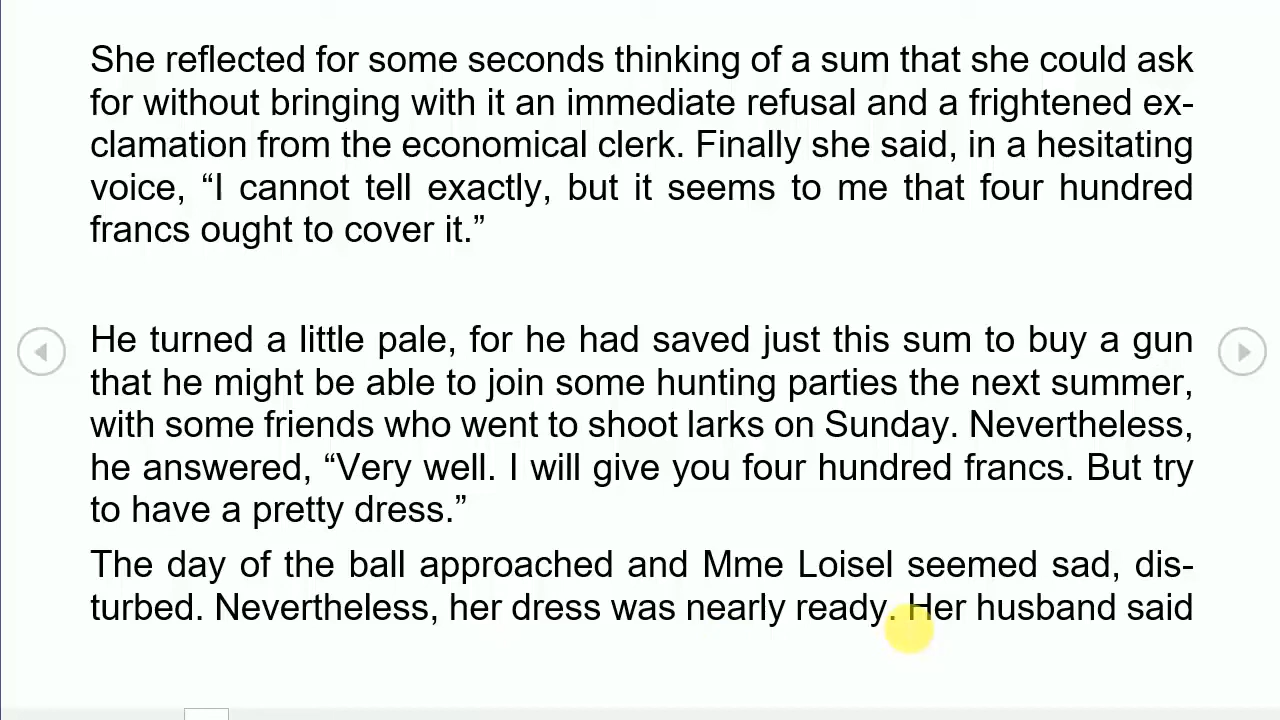 She reflected for some seconds thinking of a sum that she could ask
for without bringing with it an immediate refusal and a frightened ex-
clamation from the economical clerk. Finally she said, in a hesitating
voice, “I cannot tell exactly, but it seems to me that four hundred
francs ought to cover it.”
He turned a little pale, for he had saved just this sum to buy a gun
that he might be able to join some hunting parties the next summer,
with some friends who went to shoot larks on Sunday. Nevertheless,
he answered, “Very well. I will give you four hundred francs. But try
to have a pretty dress.”
The day of the ball approached and Mme Loisel seemed sad, dis-
turbed. Nevertheless, her dress was nearly ready. Her husband said